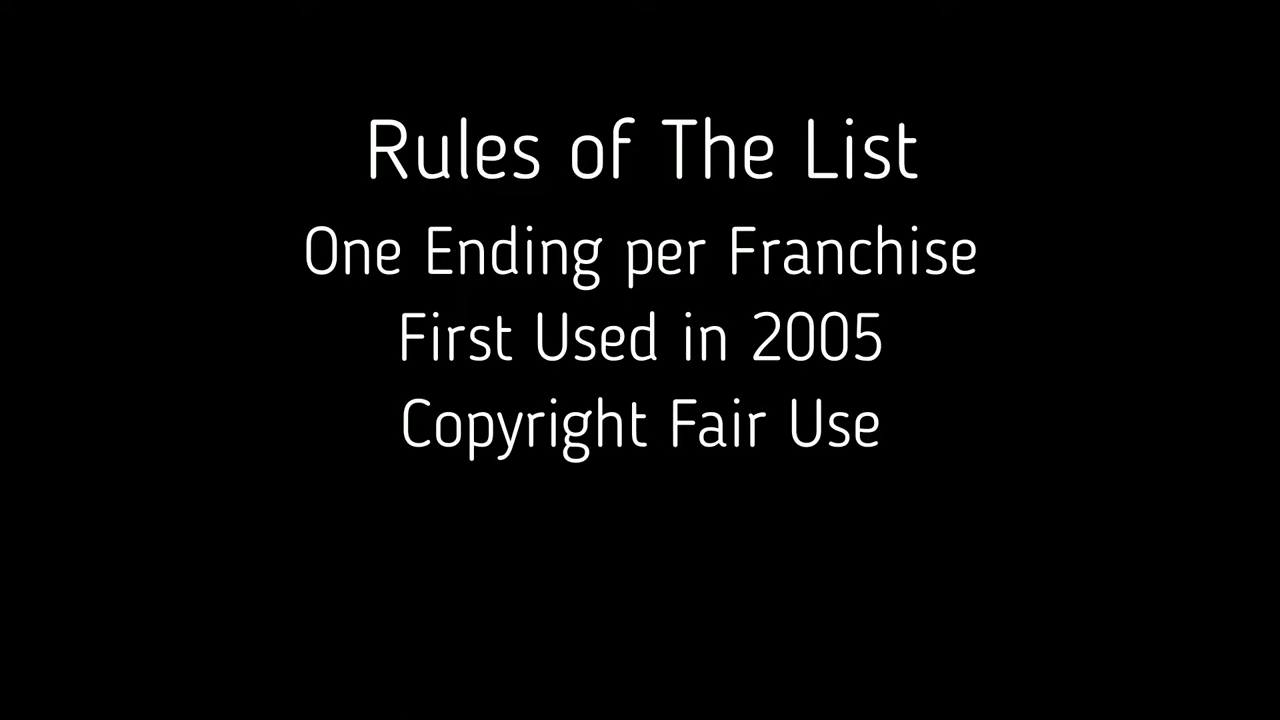 Rules of The List
One Ending per Franchise
First Used in 2005
Copyright Fair Use